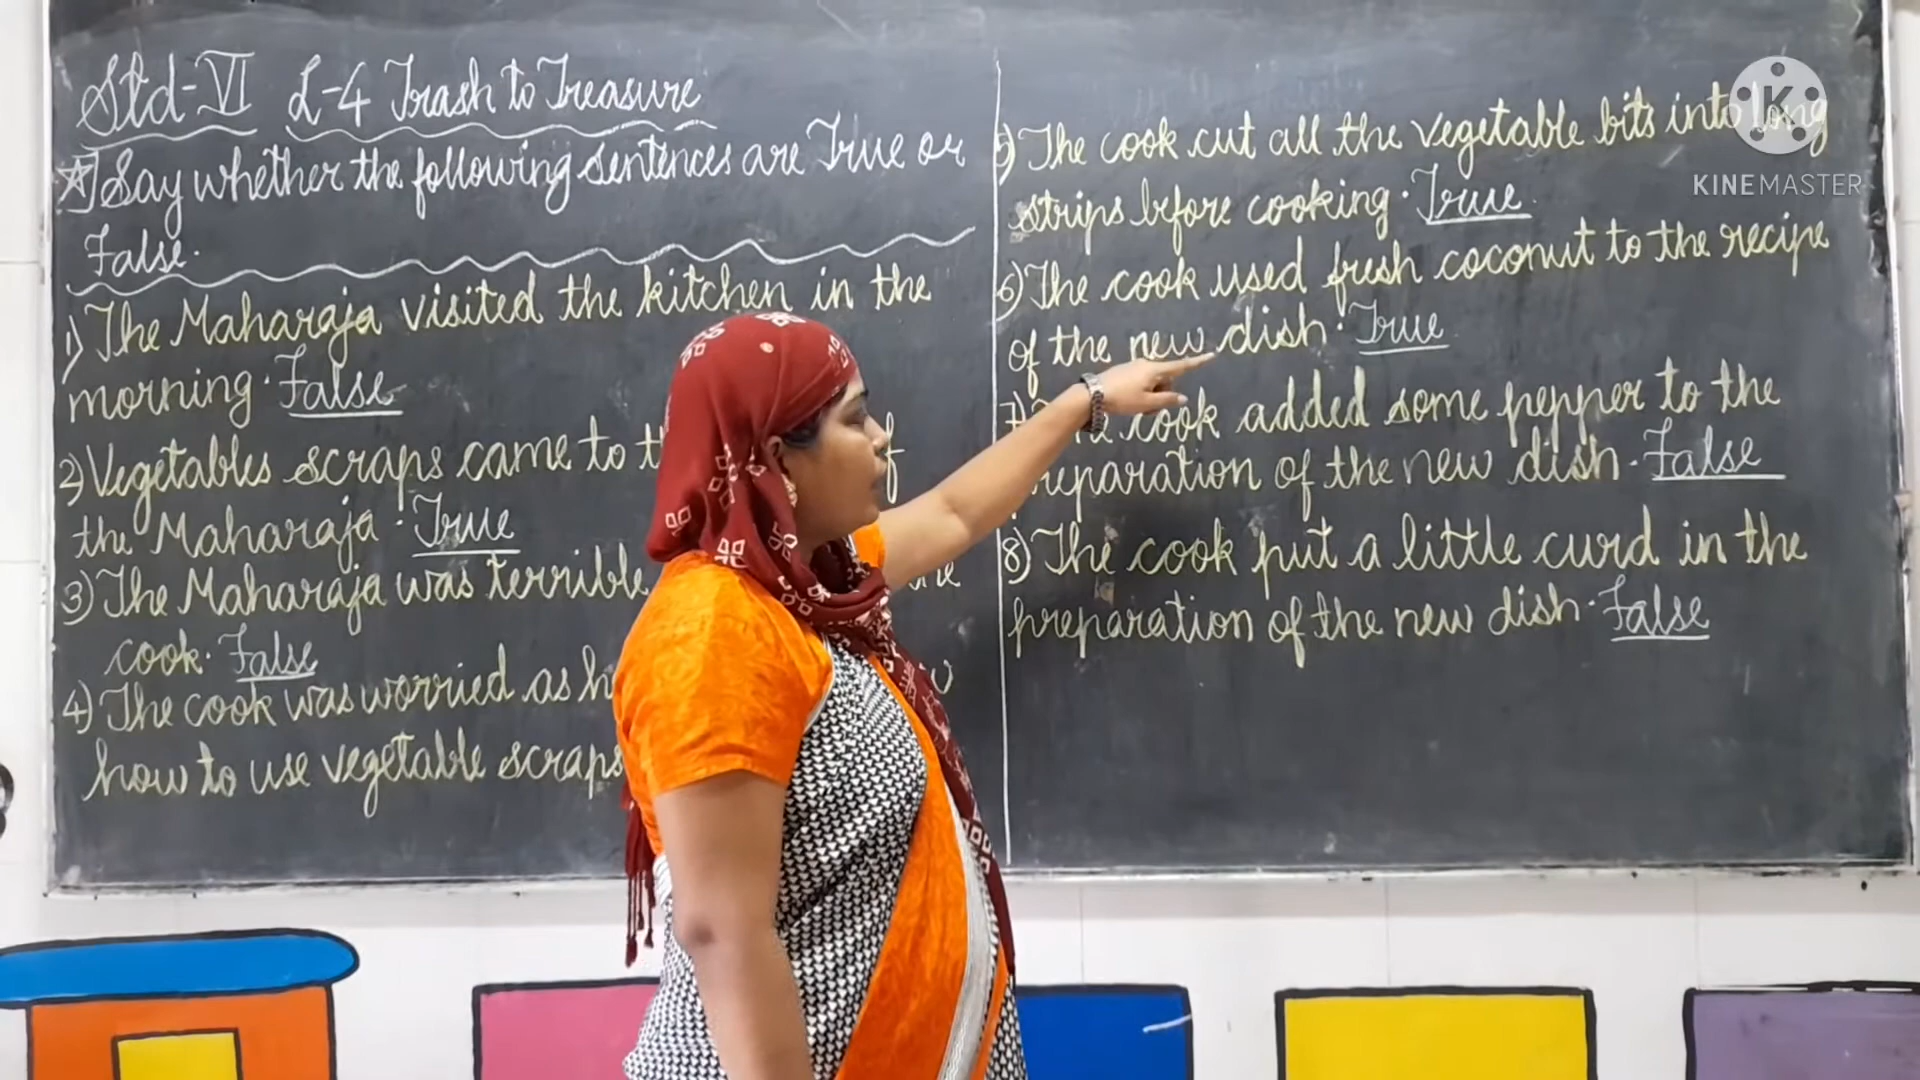 Std-VI L-4 Trash to Treasure
Say whether the following sentences are True or
False.
1) The Maharaja visited the kitchen in the
morning. False
2) Vegetables scraps came to of
the Maharaja. True
3) The Maharaja was terrible
cook. False
4) The cook was worried as
how to use vegetable scraps
5) The cook cut all the vegetable bits into long
strips before cooking. True
6) The cook used fresh coconut to the recipe
of the new dish. True
7) cook added some pepper to the
preparation of the new dish. False
8) The cook put a little curd in the
preparation of the new dish. False
K
KINEMASTER